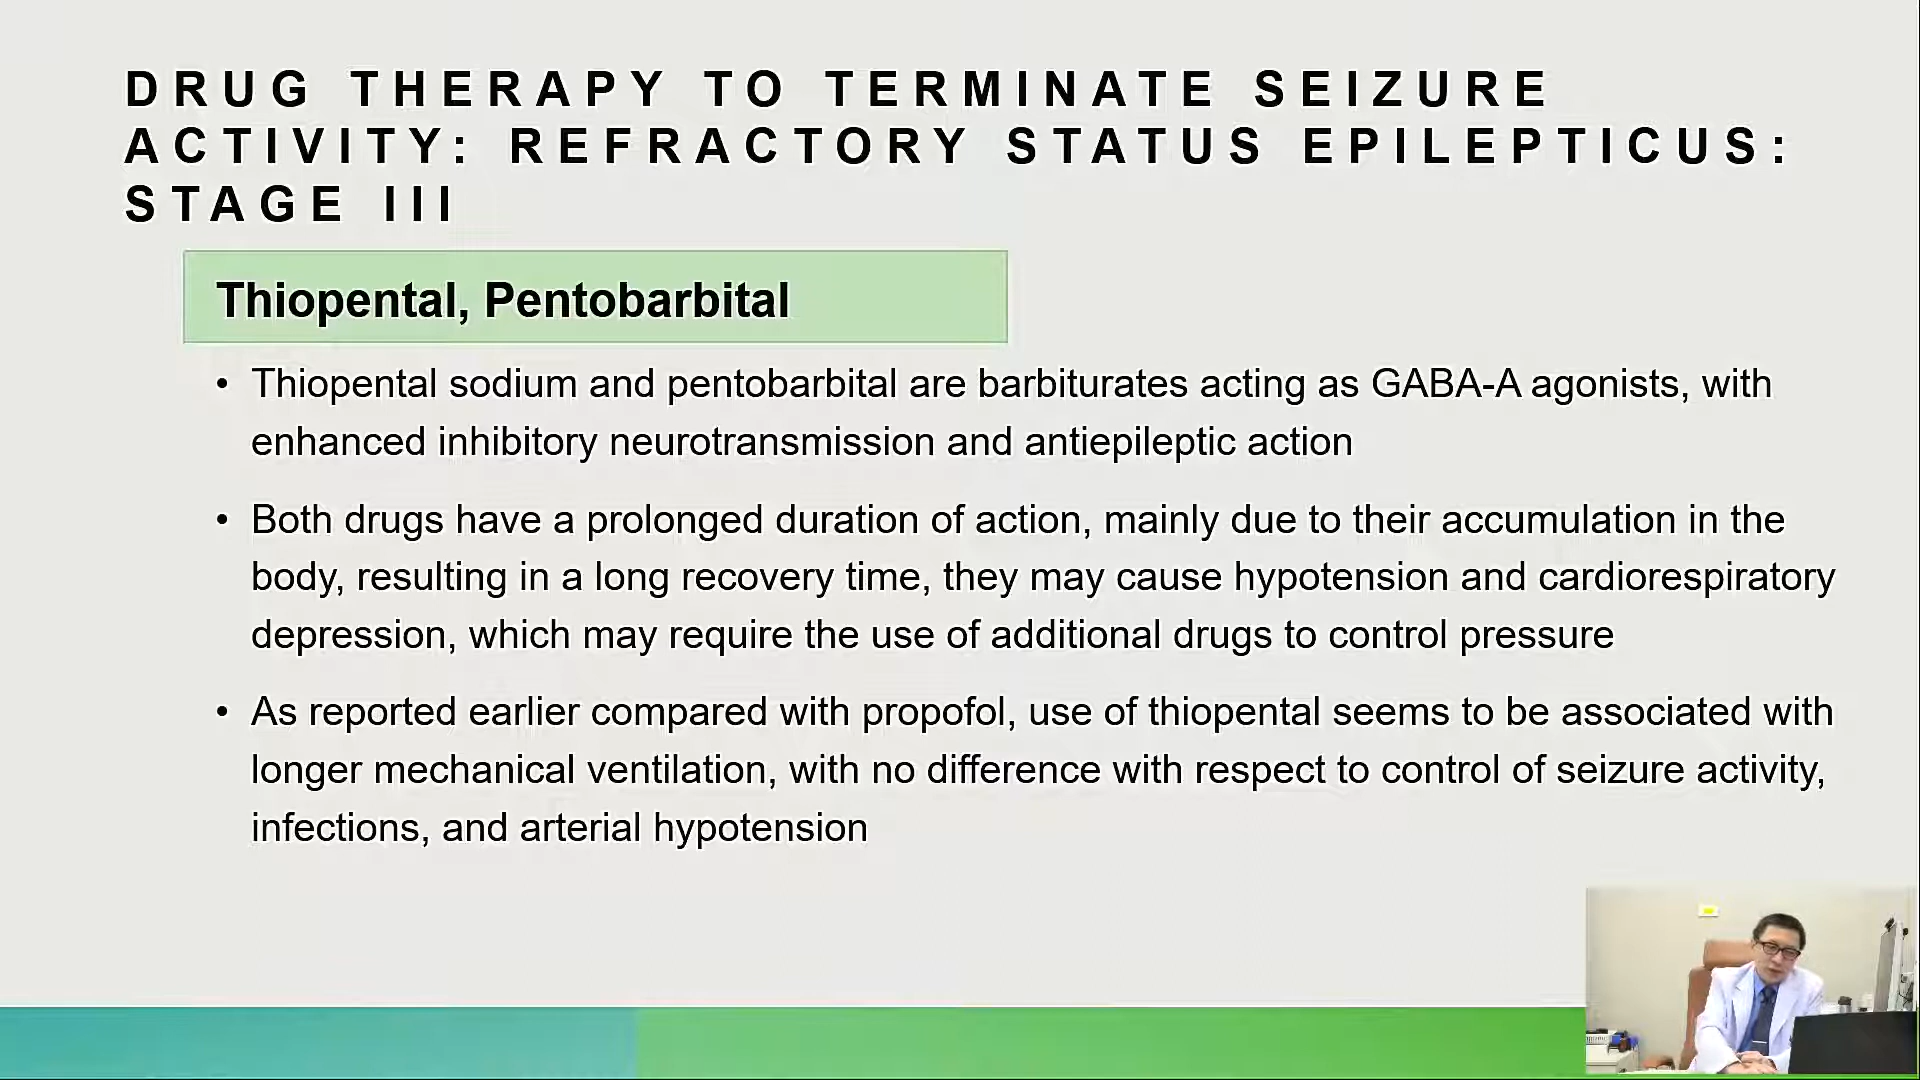 DRUG THERAPY TO TERMINATE SEIZURE
ACTIVITY: REFRACTORY STATUS EPILEPTICUS:
STAGE III
Thiopental, Pentobarbital
• Thiopental sodium and pentobarbital are barbiturates acting as GABA-A agonists, with
enhanced inhibitory neurotransmission and antiepileptic action
• Both drugs have a prolonged duration of action, mainly due to their accumulation in the
body, resulting in a long recovery time, they may cause hypotension and cardiorespiratory
depression, which may require the use of additional drugs to control pressure
• As reported earlier compared with propofol, use of thiopental seems to be associated with
longer mechanical ventilation, with no difference with respect to control of seizure activity,
infections, and arterial hypotension